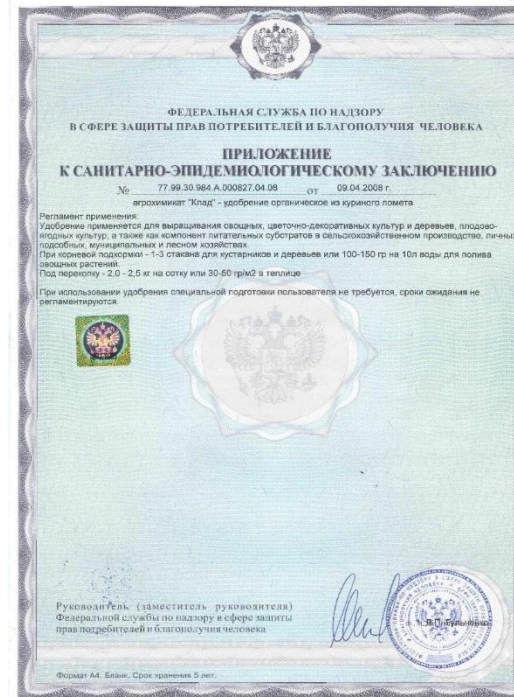 ФЕДЕРАЛЬНАЯ СЛУЖБА ПО НАДЗОРУ
В СФЕРЕ ЗАЩИТЫ ПРАВ ПОТРЕБИТЕЛЕЙ И БЛАГОПОЛУЧИЯ ЧЕЛОВЕКА
ПРИЛОЖЕНИЕ
К САНИТАРНО-ЭПИДЕМИОЛОГИЧЕСКОМУ ЗАКЛЮЧЕНИЮ
№ 77.99.30.984.А.000827.04.08 от 09.04.2008 г.
агрохимикат "Клад" - удобрение органическое из куриного помета
Регламент применения:
Удобрение применяется для выращивания овощных, цветочно-декоративных культур и деревьев, плодово-
ягодных культур, а также как компонент питательных субстратов в сельскохозяйственном производстве, личных
подсобных, муниципальных и лесном хозяйствах.
При корневой подкормки - 1-3 стакана для кустарников и деревьев или 100-150 гр на 10л воды для полива
овощных растений.
Под перекопку - 2,0 - 2,5 кг на сотку или 30-50 гр/м2 в теплице
При использовании удобрения специальной подготовки пользователя не требуется, сроки ожидания не
регламентируются.
Руководитель (заместитель руководителя)
Федеральной службы по надзору в сфере защиты
прав потребителей и благополучия человека
Формат А4. Бланк. Срок хранения 5 лет.